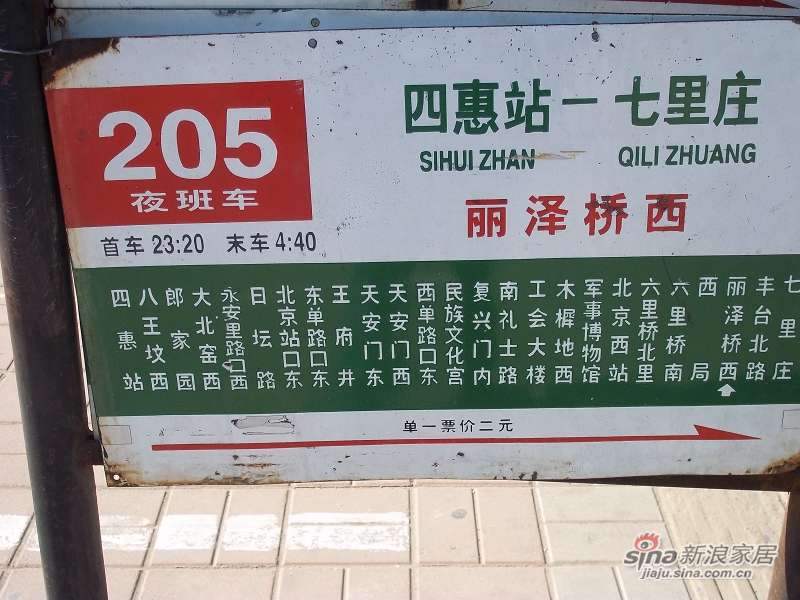 205
夜班车
首车 23:20 末车 4:40
四惠站－七里庄
SIHUI ZHAN QILI ZHUANG
丽泽桥西
四惠站
八王坟西
郎家园
大北窑西
永安里路口西
日坛路
北京站口东
东单路口东
王府井
天安门东
天安门西
西单路口东
民族文化宫
复兴门内
南礼士路
工会大楼
木樨地西
军事博物馆
北京西站
六里桥北里
六里桥南
西局
丽泽桥西
丰台北路
七里庄
单一票价二元
sina新浪家居
jiaju.sina.com.cn